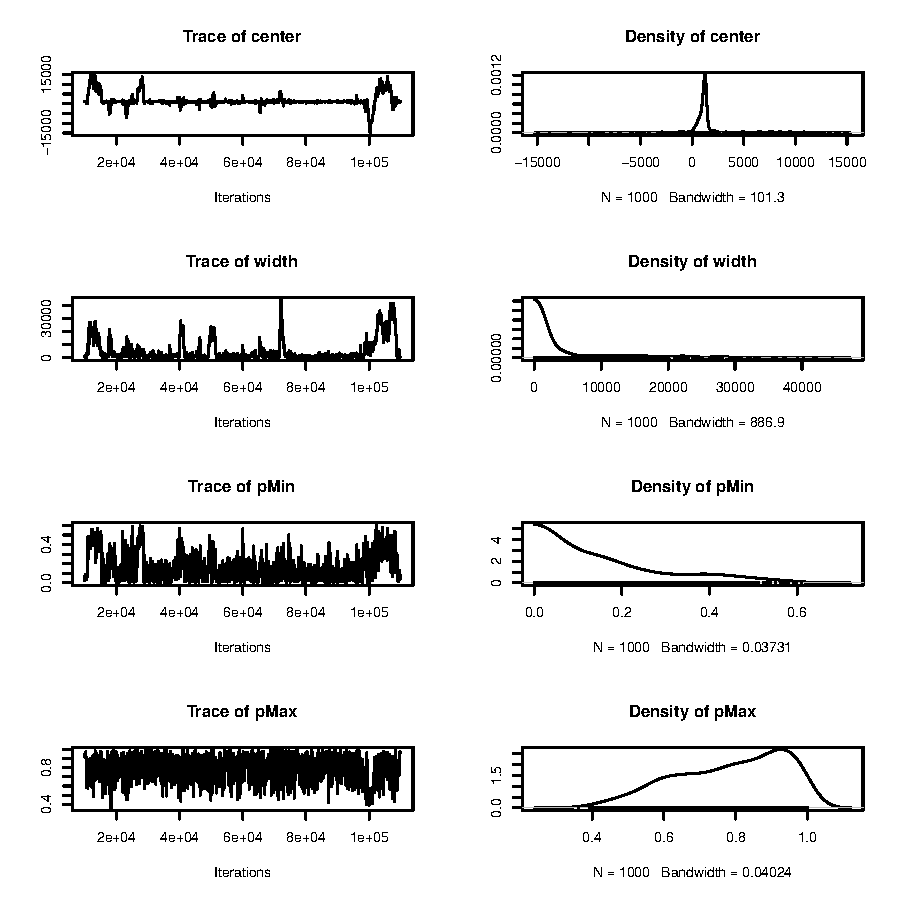 Trace of center
−15000 15000
2e+04 4e+04 6e+04 8e+04 1e+05
Iterations
Density of center
0.0000 0.0012
−15000 −5000 0 5000 10000 15000
N = 1000 Bandwidth = 101.3
Trace of width
0 30000
2e+04 4e+04 6e+04 8e+04 1e+05
Iterations
Density of width
0.00000
0 10000 20000 30000 40000
N = 1000 Bandwidth = 886.9
Trace of pMin
0.0 0.4
2e+04 4e+04 6e+04 8e+04 1e+05
Iterations
Density of pMin
0 2 4
0.0 0.2 0.4 0.6
N = 1000 Bandwidth = 0.03731
Trace of pMax
0.4 0.8
2e+04 4e+04 6e+04 8e+04 1e+05
Iterations
Density of pMax
0.0 1.5
0.4 0.6 0.8 1.0
N = 1000 Bandwidth = 0.04024